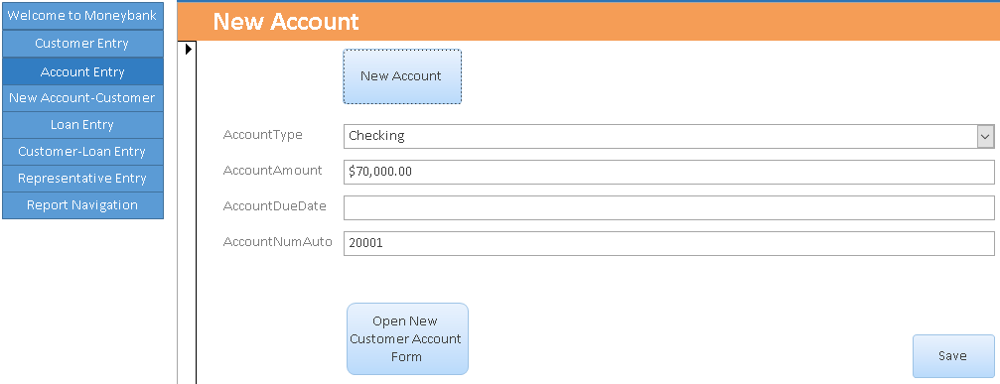 Welcome to Moneybank
Customer Entry
Account Entry
New Account-Customer
Loan Entry
Customer-Loan Entry
Representative Entry
Report Navigation
New Account
New Account
AccountType
Checking
AccountAmount
$70,000.00
AccountDueDate
AccountNumAuto
20001
Open New
Customer Account
Form
Save